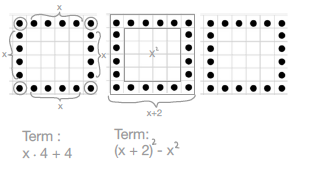 x
x
x
x
x²
x+2
Term :
x · 4 + 4
Term:
(x + 2)² - x²